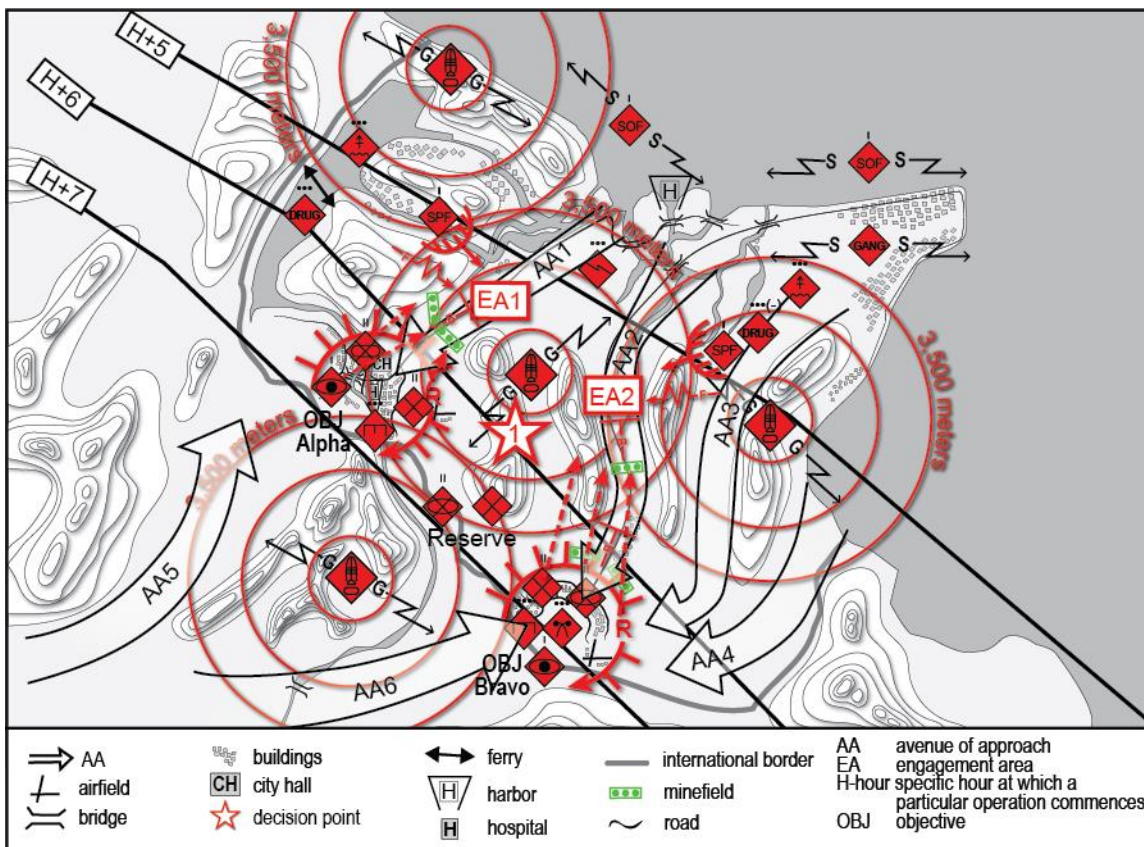 H+5
H+6
H+7
3,500 meters
G
G
S
SOF
S
S
SOF
S
H
DRUG
SPF
S
GANG
S
AA1
3,500 meters
EA1
DRUG
SPF
AA2
G
G
EA2
CH
H
R
OBJ
Alpha
1
AA3
G
G
3,500 meters
3,500 meters
Reserve
AA5
G
G
R
AA4
AA6
OBJ
Bravo
AA
airfield
bridge
buildings
CH city hall
decision point
ferry
H harbor
H hospital
international border
minefield
road
AA avenue of approach
EA engagement area
H-hour specific hour at which a
particular operation commences
OBJ objective